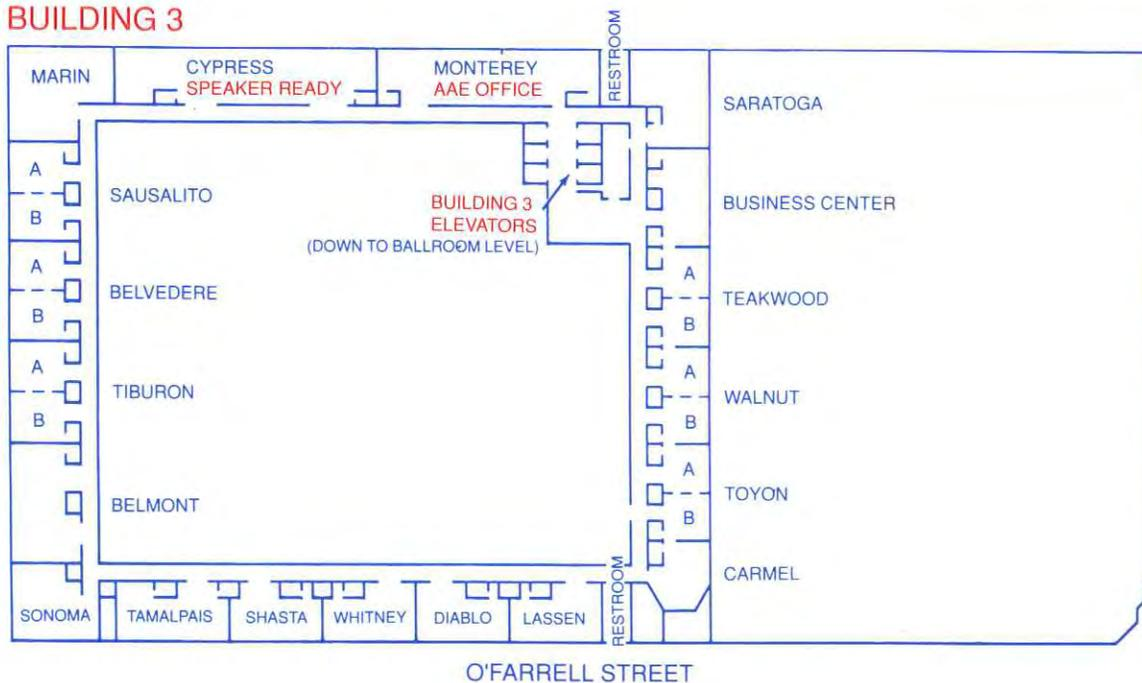 BUILDING 3
MARIN
CYPRESS
SPEAKER READY
MONTEREY
AAE OFFICE
RESTROOM
SARATOGA
A
B
SAUSALITO
BUILDING 3
ELEVATORS
(DOWN TO BALLROOM LEVEL)
BUSINESS CENTER
A
B
BELVEDERE
A
B
TEAKWOOD
A
B
TIBURON
A
B
WALNUT
BELMONT
A
B
TOYON
CARMEL
SONOMA
TAMALPAIS
SHASTA
WHITNEY
DIABLO
LASSEN
RESTROOM
O'FARRELL STREET